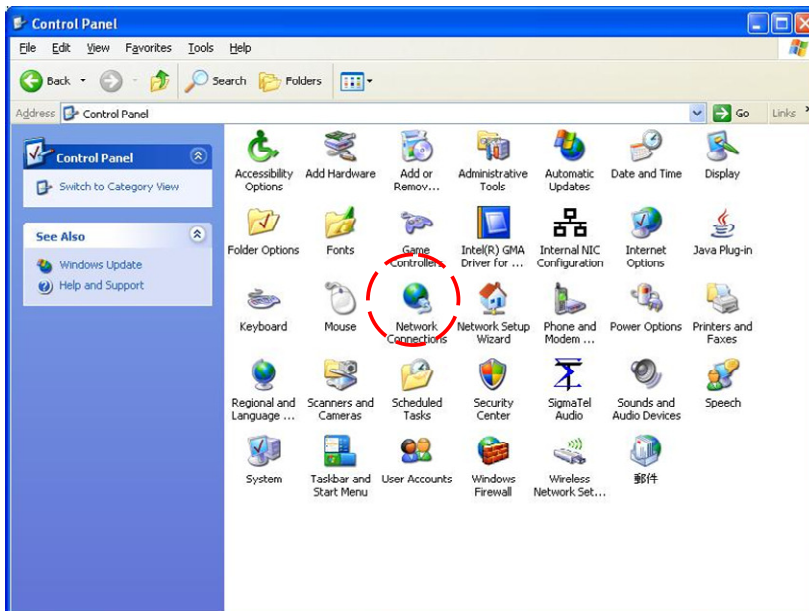 Control Panel
File Edit View Favorites Tools Help
Back Search Folders
Address Control Panel Go Links
Control Panel
Switch to Category View
See Also
Windows Update
Help and Support
Accessibility Options
Add Hardware
Add or Remov...
Administrative Tools
Automatic Updates
Date and Time
Display
Folder Options
Fonts
Game Controllers
Intel(R) GMA Driver for ...
Internal NIC Configuration
Internet Options
Java Plug-in
Keyboard
Mouse
Network Connections
Network Setup Wizard
Phone and Modem ...
Power Options
Printers and Faxes
Regional and Language ...
Scanners and Cameras
Scheduled Tasks
Security Center
SigmaTel Audio
Sounds and Audio Devices
Speech
System
Taskbar and Start Menu
User Accounts
Windows Firewall
Wireless Network Set...
郵件